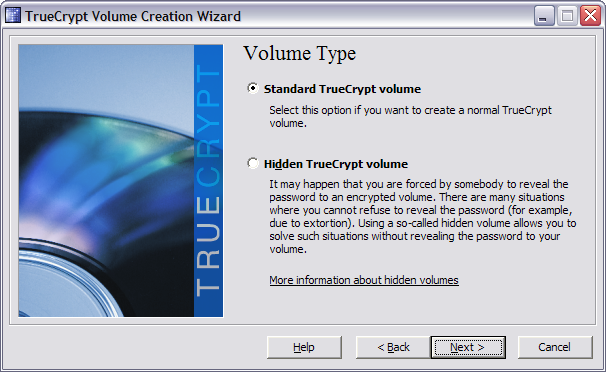 TrueCrypt Volume Creation Wizard
TRUECRYPT
Volume Type
Standard TrueCrypt volume
Select this option if you want to create a normal TrueCrypt
volume.
Hidden TrueCrypt volume
It may happen that you are forced by somebody to reveal the
password to an encrypted volume. There are many situations
where you cannot refuse to reveal the password (for example,
due to extortion). Using a so-called hidden volume allows you to
solve such situations without revealing the password to your
volume.
More information about hidden volumes
Help
< Back
Next >
Cancel